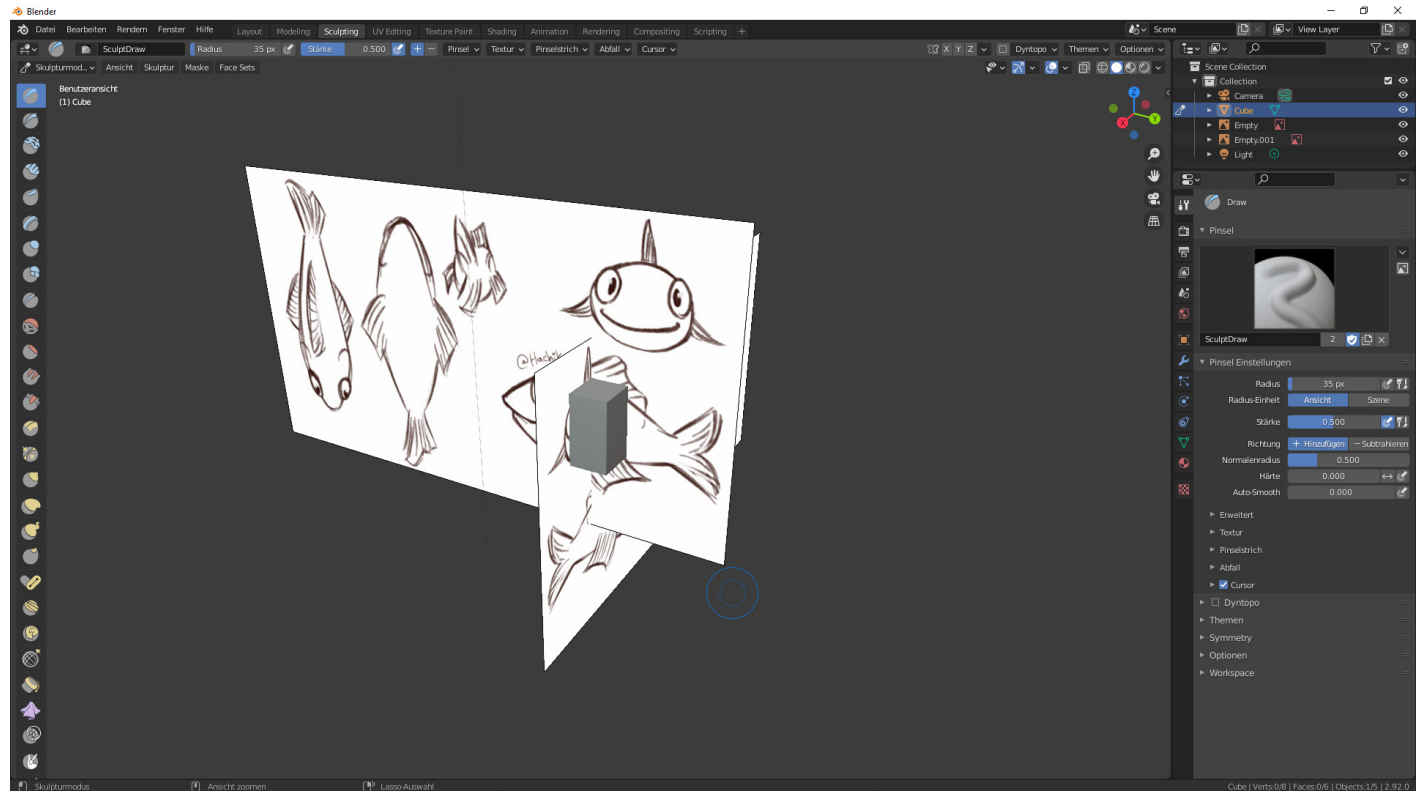 Blender
Datei Bearbeiten Rendern Fenster Hilfe Layout Modeling Sculpting UV Editing Texture Paint Shading Animation Rendering Compositing Scripting + Scene View Layer
SculptDraw Radius 35 px Stärke 0.500 + − Pinsel Textur Pinselstrich Abfall Cursor X Y Z Dyntopo Themen Optionen
Skulpturmod.. Ansicht Skulptur Maske Face Sets
Benutzeransicht
(1) Cube
Z
Y
X
Scene Collection
Collection
Camera
Cube
Empty
Empty.001
Light
Draw
Pinsel
SculptDraw 2
Pinsel Einstellungen
Radius 35 px
Radius-Einheit Ansicht Szene
Stärke 0.500
Richtung + Hinzufügen − Subtrahieren
Normalenradius 0.500
Härte 0.000
Auto-Smooth 0.000
Erweitert
Textur
Pinselstrich
Abfall
Cursor
Dyntopo
Themen
Symmetry
Optionen
Workspace
Skulpturmodus Ansicht zoomen Lasso-Auswahl Cube | Verts:0/8 | Faces:0/6 | Objects:1/5 | 2.92.0